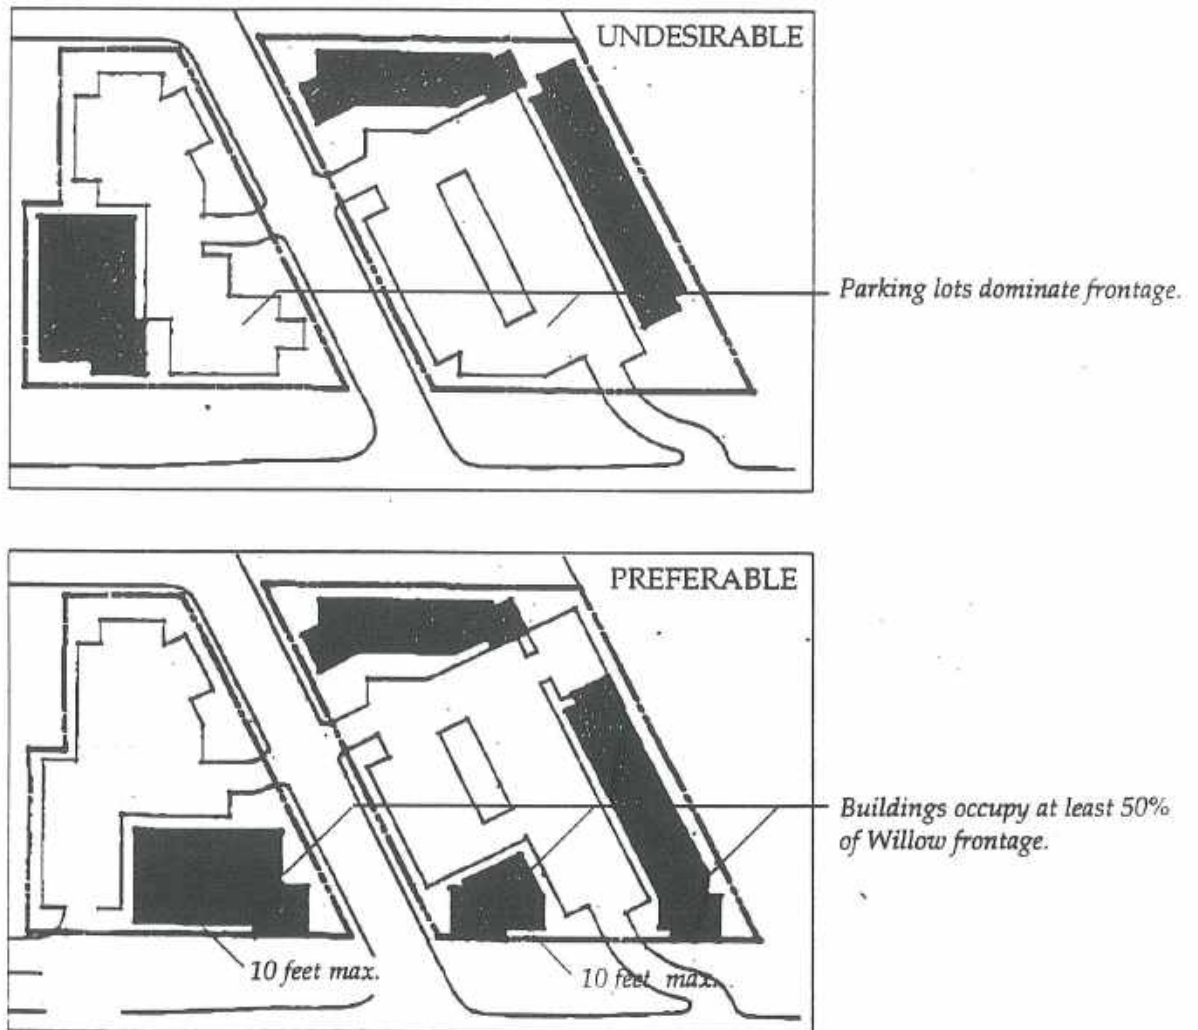 UNDESIRABLE
Parking lots dominate frontage.
PREFERABLE
Buildings occupy at least 50%
of Willow frontage.
10 feet max.
10 feet max.